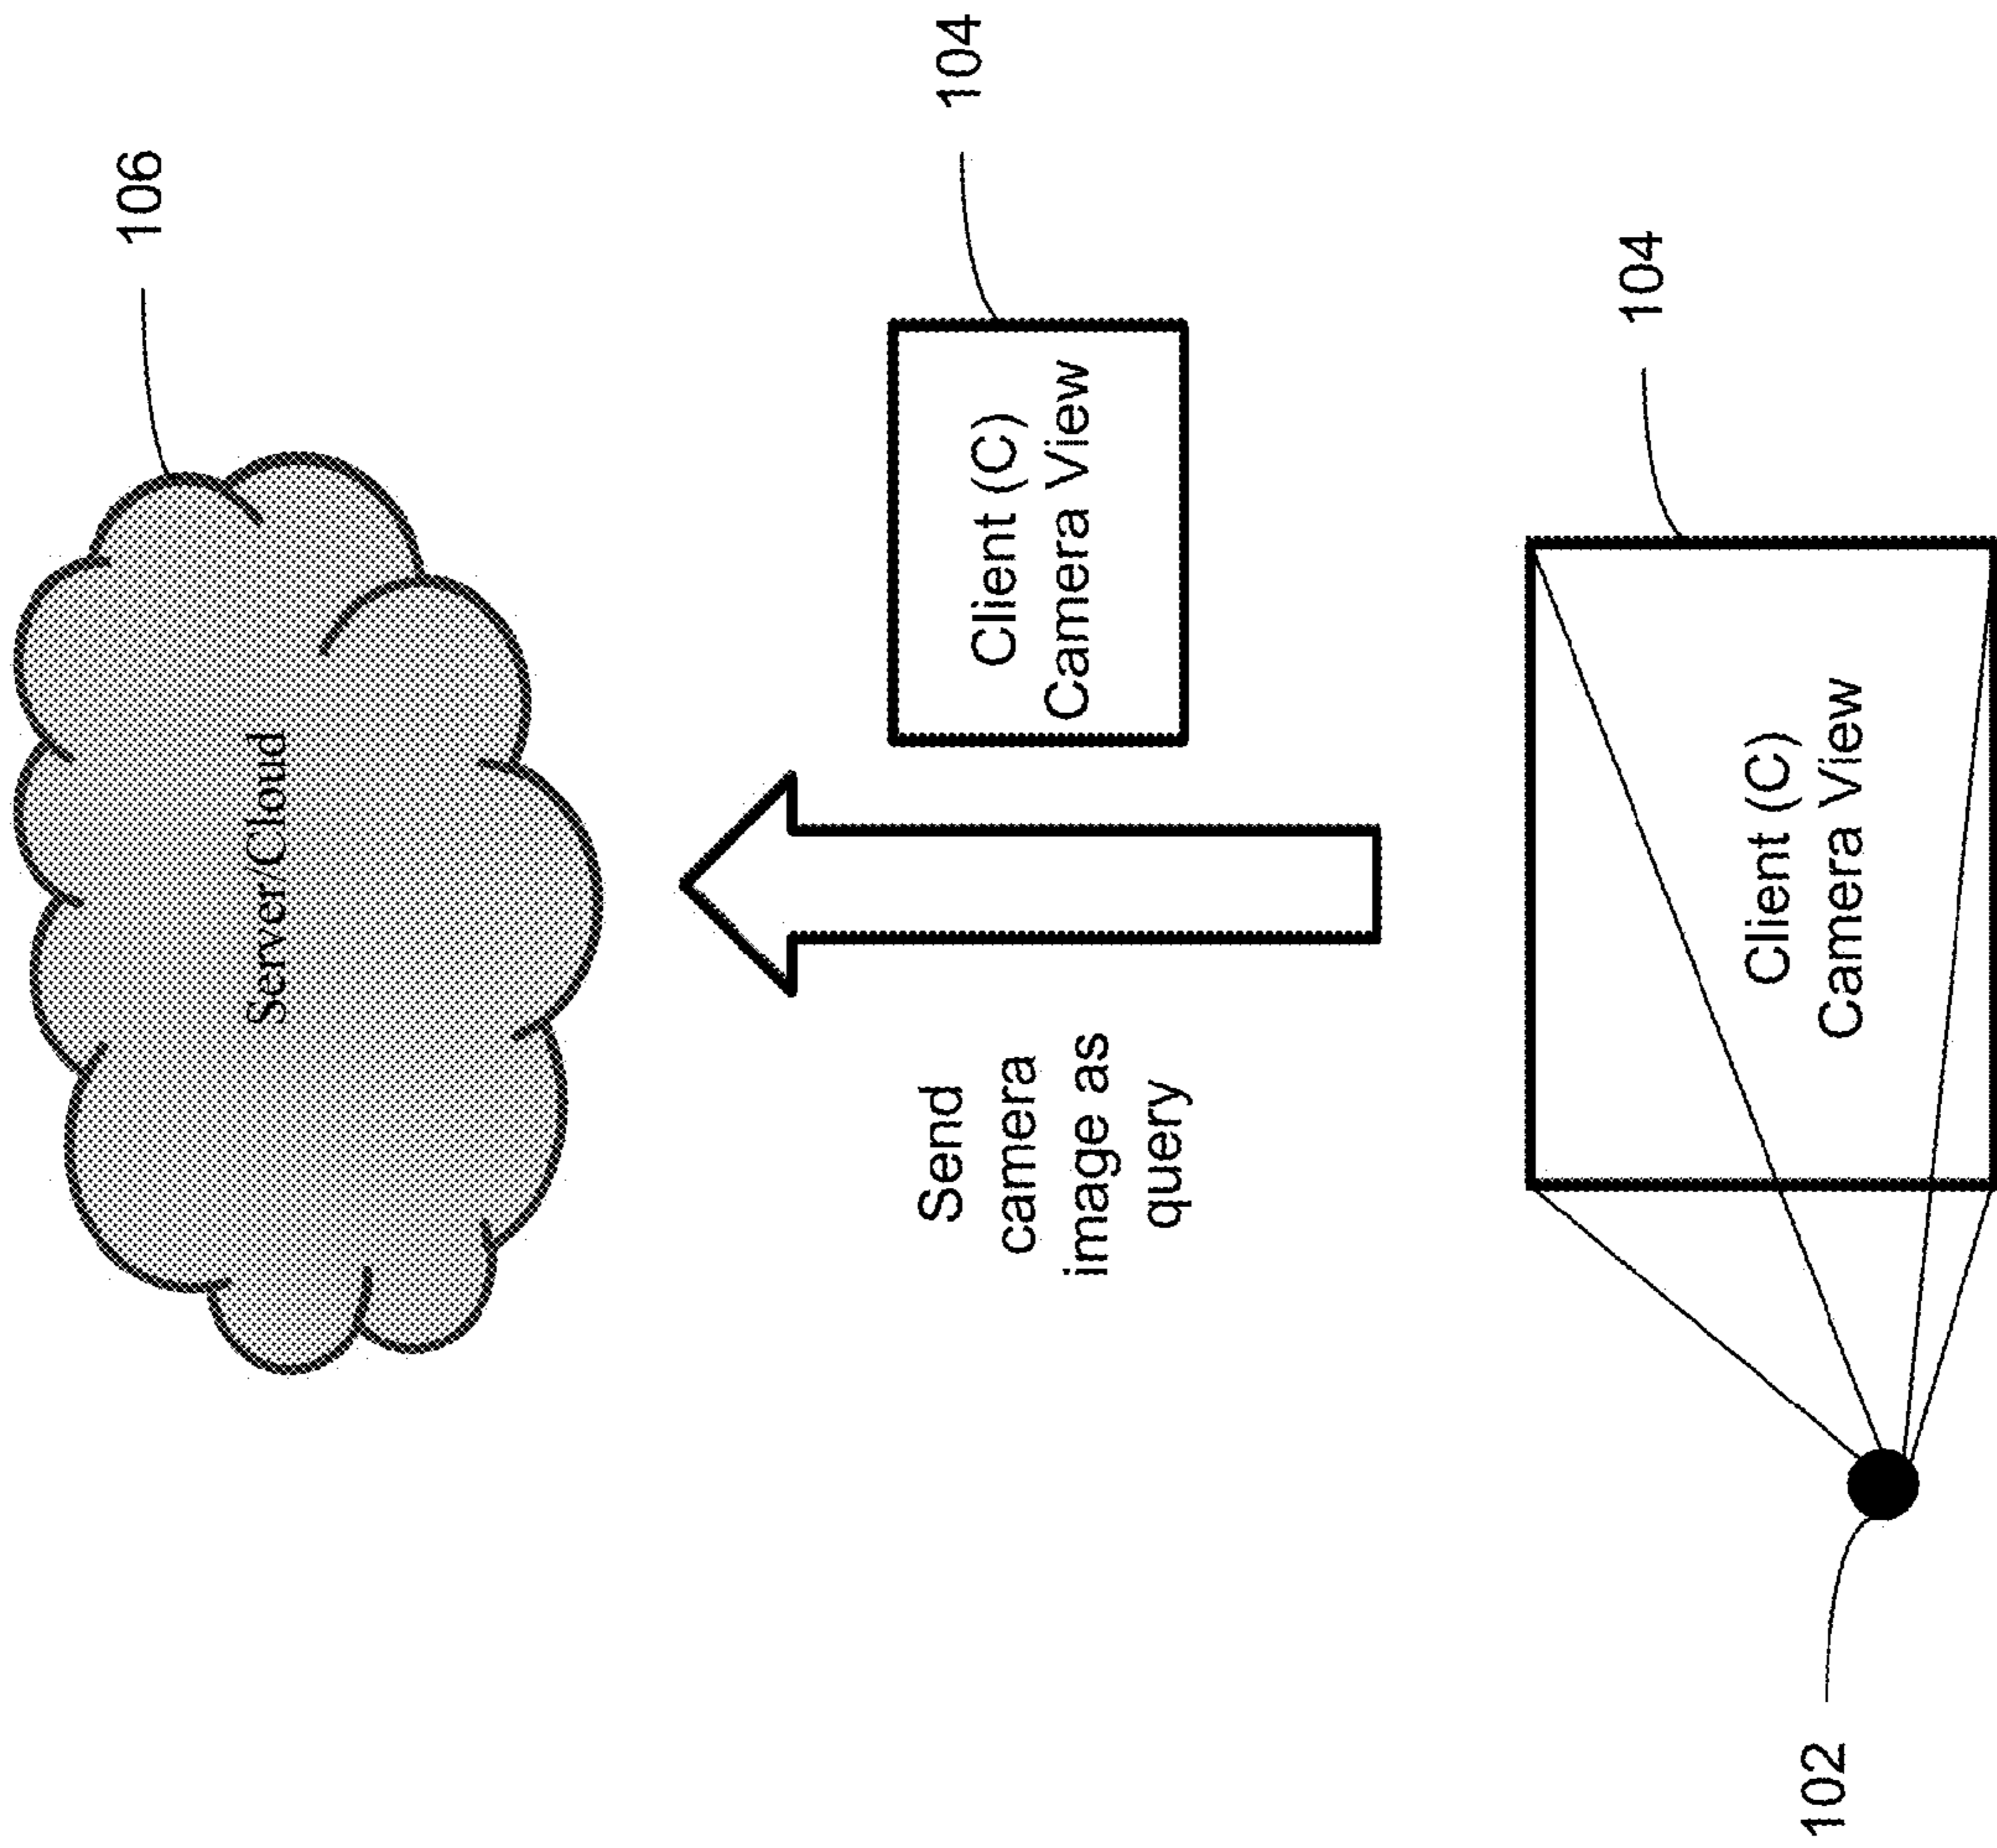 106
Server/Cloud
Send
camera
image as
query
Client (C)
Camera View
104
104
Client (C)
Camera View
102